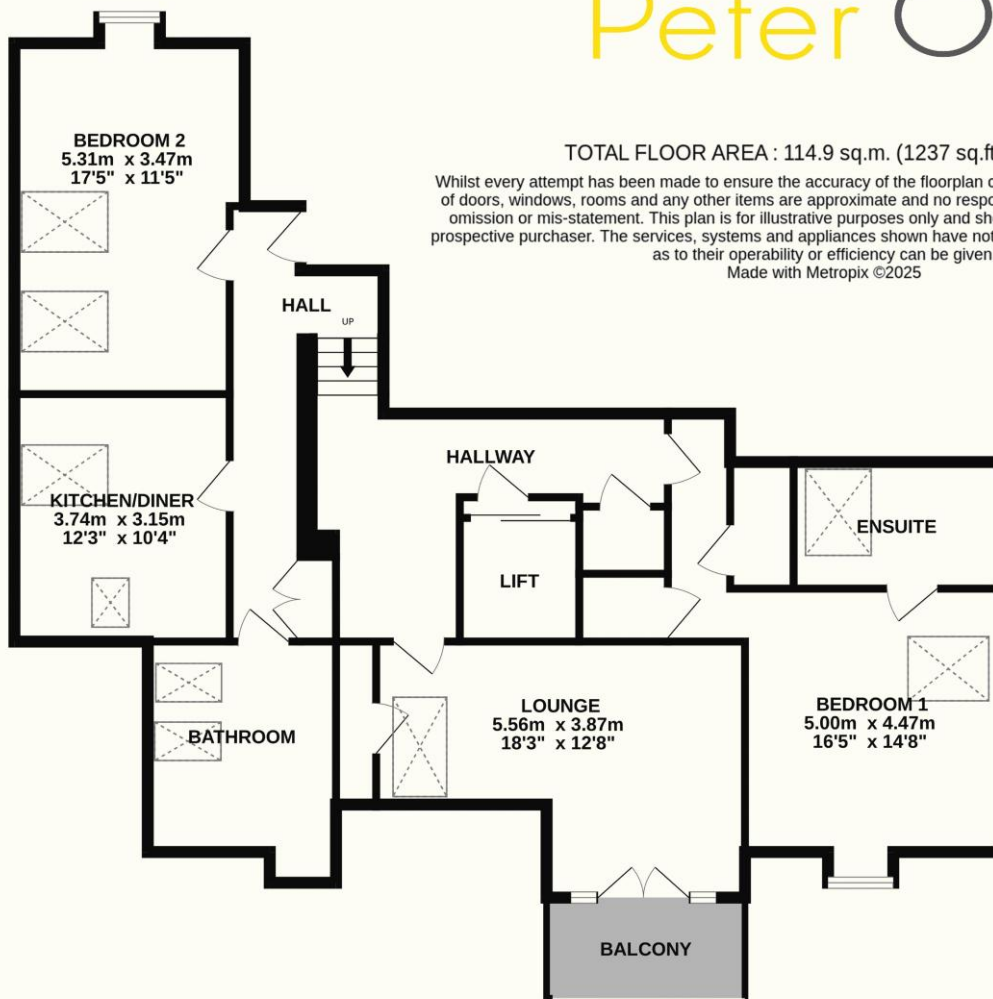 Peter O
TOTAL FLOOR AREA : 114.9 sq.m. (1237 sq.ft
Whilst every attempt has been made to ensure the accuracy of the floorplan
of doors, windows, rooms and any other items are approximate and no
omission or mis-statement. This plan is for illustrative purposes only and
prospective purchaser. The services, systems and appliances shown have not
as to their operability or efficiency can be given
Made with Metropix ©2025
BEDROOM 2
5.31m x 3.47m
17'5" x 11'5"
HALL
UP
HALLWAY
KITCHEN/DINER
3.74m x 3.15m
12'3" x 10'4"
ENSUITE
LIFT
LOUNGE
5.56m x 3.87m
18'3" x 12'8"
BEDROOM 1
5.00m x 4.47m
16'5" x 14'8"
BATHROOM
BALCONY